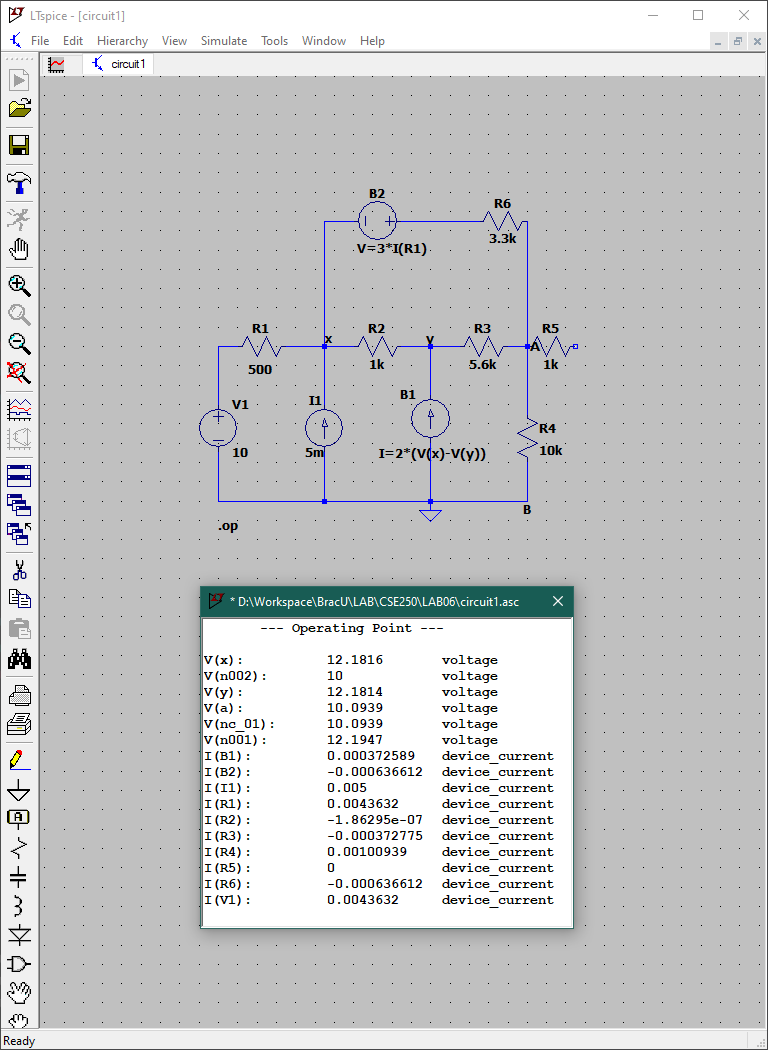 LTspice - [circuit1]
File Edit Hierarchy View Simulate Tools Window Help
circuit1
B2
R6
3.3k
V=3*I(R1)
R1
x
R2
y
R3
A
R5
500
1k
5.6k
1k
V1
I1
B1
R4
10
5m
I=2*(V(x)-V(y))
10k
B
.op
* D:\Workspace\BracU\LAB\CSE250\LAB06\circuit1.asc
--- Operating Point ---
V(x): 12.1816 voltage
V(n002): 10 voltage
V(y): 12.1814 voltage
V(a): 10.0939 voltage
V(nc_01): 10.0939 voltage
V(n001): 12.1947 voltage
I(B1): 0.000372589 device_current
I(B2): -0.000636612 device_current
I(I1): 0.005 device_current
I(R1): 0.0043632 device_current
I(R2): -1.86295e-07 device_current
I(R3): -0.000372775 device_current
I(R4): 0.00100939 device_current
I(R5): 0 device_current
I(R6): -0.000636612 device_current
I(V1): 0.0043632 device_current
Ready